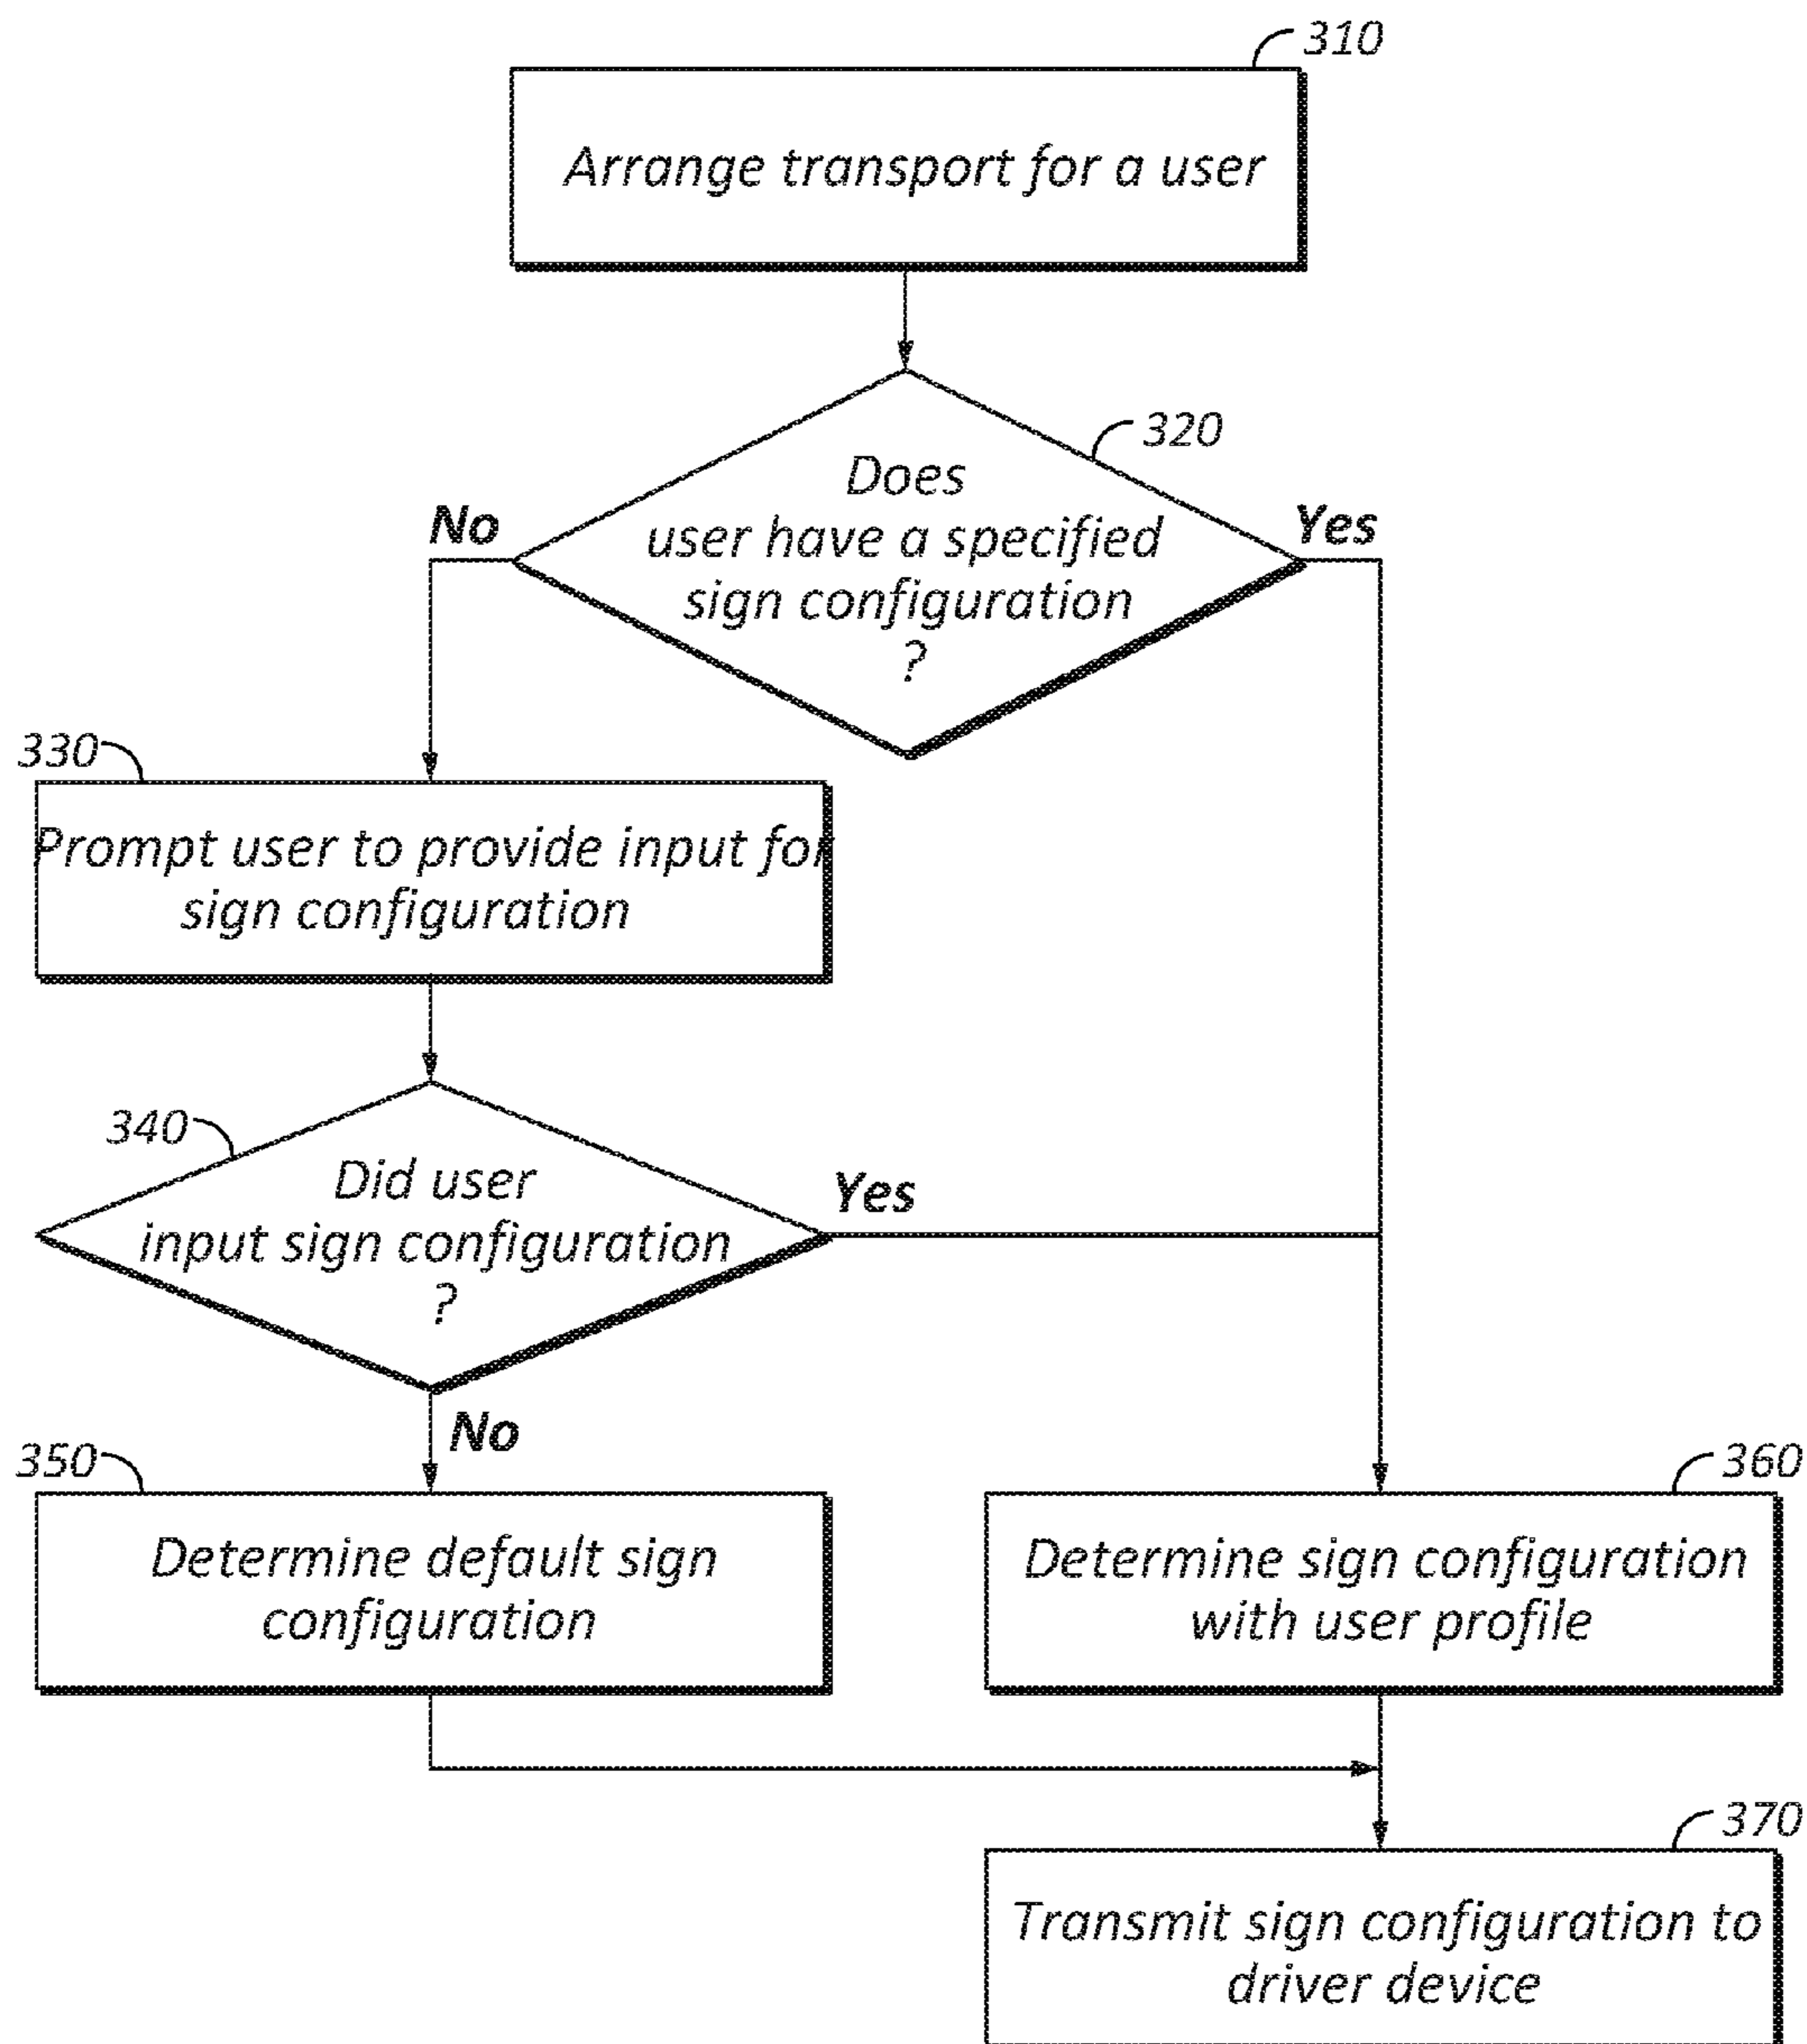 310
Arrange transport for a user
320
Does
user have a specified
sign configuration
?
No
Yes
330
Prompt user to provide input for
sign configuration
340
Did user
input sign configuration
?
Yes
No
350
Determine default sign
configuration
360
Determine sign configuration
with user profile
370
Transmit sign configuration to
driver device